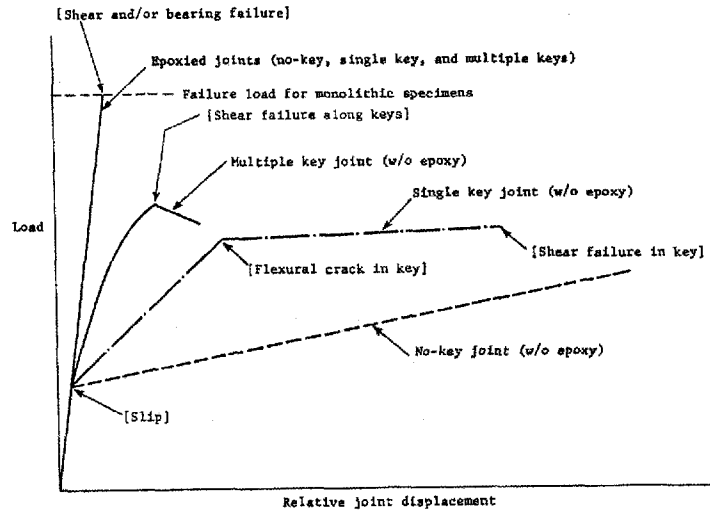 [Shear and/or bearing failure]
Epoxied joints (no-key, single key, and multiple keys)
Failure load for monolithic specimens
[Shear failure along keys]
Multiple key joint (w/o epoxy)
Single key joint (w/o epoxy)
Load
[Shear failure in key]
[Flexural crack in key]
No-key joint (w/o epoxy)
[Slip]
Relative joint displacement